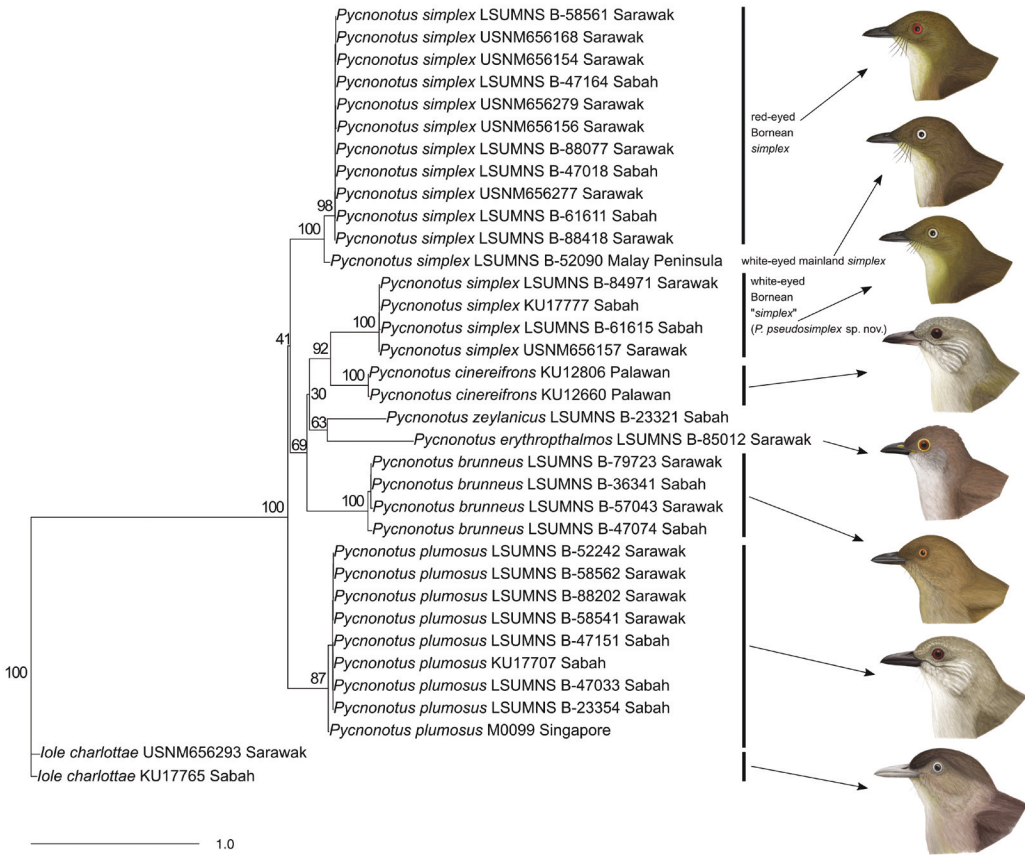 Pycnonotus simplex LSUMNS B-58561 Sarawak
Pycnonotus simplex USNM656168 Sarawak
Pycnonotus simplex USNM656154 Sarawak
Pycnonotus simplex LSUMNS B-47164 Sabah
Pycnonotus simplex USNM656279 Sarawak
Pycnonotus simplex USNM656156 Sarawak
Pycnonotus simplex LSUMNS B-88077 Sarawak
Pycnonotus simplex LSUMNS B-47018 Sabah
Pycnonotus simplex USNM656277 Sarawak
Pycnonotus simplex LSUMNS B-61611 Sabah
Pycnonotus simplex LSUMNS B-88418 Sarawak
Pycnonotus simplex LSUMNS B-52090 Malay Peninsula
Pycnonotus simplex LSUMNS B-84971 Sarawak
Pycnonotus simplex KU17777 Sabah
Pycnonotus simplex LSUMNS B-61615 Sabah
Pycnonotus simplex USNM656157 Sarawak
Pycnonotus cinereifrons KU12806 Palawan
Pycnonotus cinereifrons KU12660 Palawan
Pycnonotus zeylanicus LSUMNS B-23321 Sabah
Pycnonotus erythropthalmos LSUMNS B-85012 Sarawak
Pycnonotus brunneus LSUMNS B-79723 Sarawak
Pycnonotus brunneus LSUMNS B-36341 Sabah
Pycnonotus brunneus LSUMNS B-57043 Sarawak
Pycnonotus brunneus LSUMNS B-47074 Sabah
Pycnonotus plumosus LSUMNS B-52242 Sarawak
Pycnonotus plumosus LSUMNS B-58562 Sarawak
Pycnonotus plumosus LSUMNS B-88202 Sarawak
Pycnonotus plumosus LSUMNS B-58541 Sarawak
Pycnonotus plumosus LSUMNS B-47151 Sabah
Pycnonotus plumosus KU17707 Sabah
Pycnonotus plumosus LSUMNS B-47033 Sabah
Pycnonotus plumosus LSUMNS B-23354 Sabah
Pycnonotus plumosus M0099 Singapore
Iole charlottae USNM656293 Sarawak
Iole charlottae KU17765 Sabah
98
100
41
100
92
100
30
63
69
100
100
87
100
1.0
red-eyed
Bornean
simplex
white-eyed mainland simplex
white-eyed
Bornean
"simplex"
(P. pseudosimplex sp. nov.)